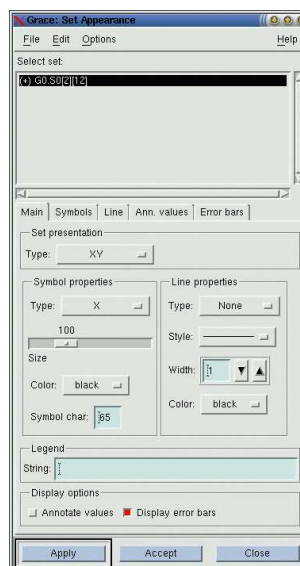 Grace: Set Appearance
File Edit Options Help
Select set:
(+) G0.S0[2][12]
Main Symbols Line Ann. values Error bars
Set presentation
Type: XY
Symbol properties Line properties
Type: X Type: None
100 Style:
Size Width: 1
Color: black Color: black
Symbol char: 65
Legend
String:
Display options
Annotate values Display error bars
Apply Accept Close